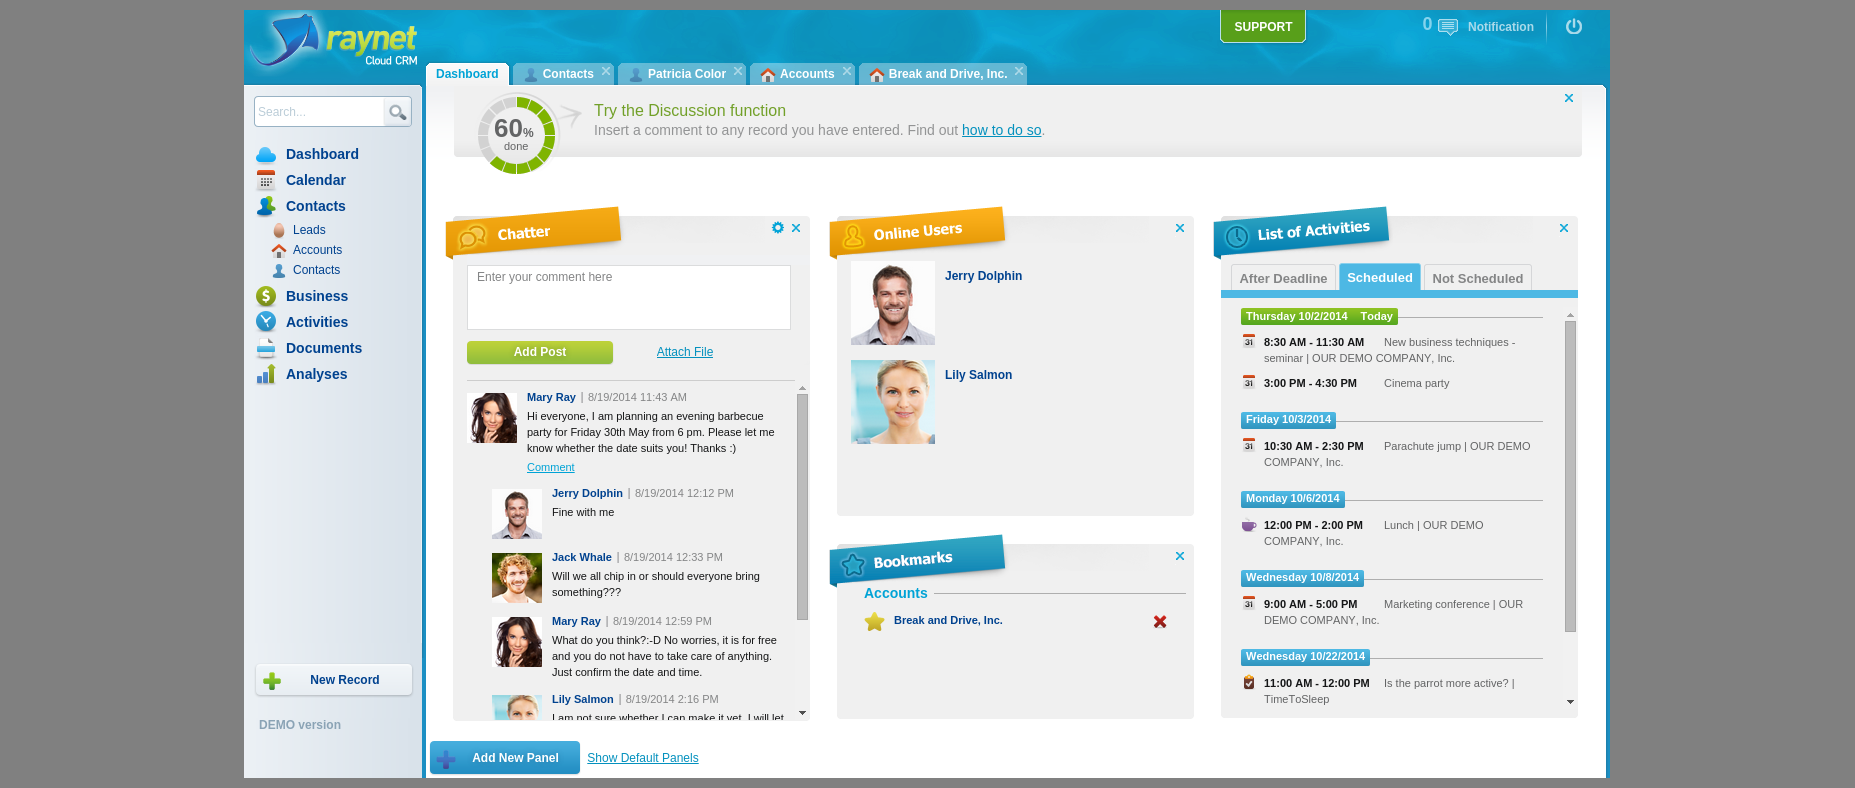 raynet
Cloud CRM
SUPPORT
0 Notification
Dashboard
Contacts
Patricia Color
Accounts
Break and Drive, Inc.
Search...
Dashboard
Calendar
Contacts
Leads
Accounts
Contacts
Business
Activities
Documents
Analyses
New Record
DEMO version
60%
done
Try the Discussion function
Insert a comment to any record you have entered. Find out how to do so.
Chatter
Enter your comment here
Add Post
Attach File
Mary Ray | 8/19/2014 11:43 AM
Hi everyone, I am planning an evening barbecue
party for Friday 30th May from 6 pm. Please let me
know whether the date suits you! Thanks :)
Comment
Jerry Dolphin | 8/19/2014 12:12 PM
Fine with me
Jack Whale | 8/19/2014 12:33 PM
Will we all chip in or should everyone bring
something???
Mary Ray | 8/19/2014 12:59 PM
What do you think?:-D No worries, it is for free
and you do not have to take care of anything.
Just confirm the date and time.
Lily Salmon | 8/19/2014 2:16 PM
I am not sure whether I can make it yet. I will let
Online Users
Jerry Dolphin
Lily Salmon
Bookmarks
Accounts
Break and Drive, Inc.
List of Activities
After Deadline
Scheduled
Not Scheduled
Thursday 10/2/2014 Today
31 8:30 AM - 11:30 AM New business techniques -
seminar | OUR DEMO COMPANY, Inc.
31 3:00 PM - 4:30 PM Cinema party
Friday 10/3/2014
31 10:30 AM - 2:30 PM Parachute jump | OUR DEMO
COMPANY, Inc.
Monday 10/6/2014
12:00 PM - 2:00 PM Lunch | OUR DEMO
COMPANY, Inc.
Wednesday 10/8/2014
31 9:00 AM - 5:00 PM Marketing conference | OUR
DEMO COMPANY, Inc.
Wednesday 10/22/2014
11:00 AM - 12:00 PM Is the parrot more active? |
TimeToSleep
Add New Panel
Show Default Panels